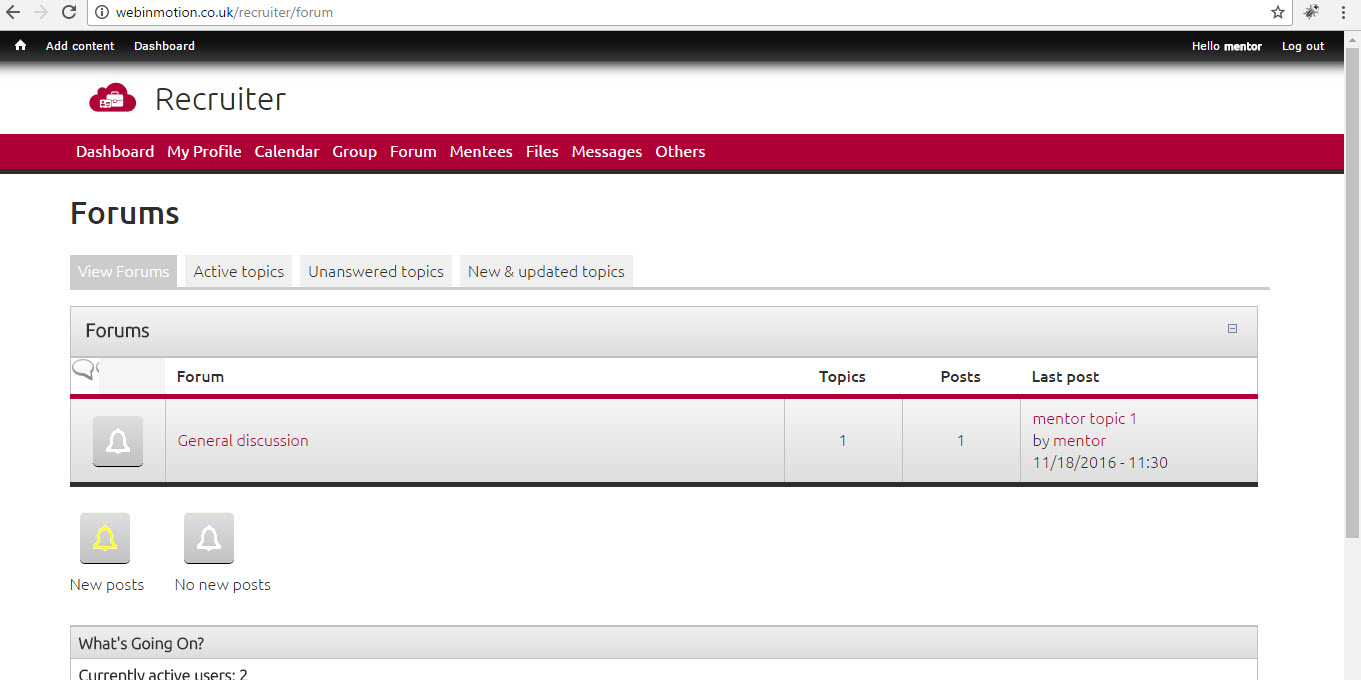 webinmotion.co.uk/recruiter/forum
Add content Dashboard Hello mentor Log out
Recruiter
Dashboard My Profile Calendar Group Forum Mentees Files Messages Others
Forums
View Forums Active topics Unanswered topics New & updated topics
Forums
Forum Topics Posts Last post
General discussion 1 1 mentor topic 1
by mentor
11/18/2016 - 11:30
New posts No new posts
What's Going On?
Currently active users: 2